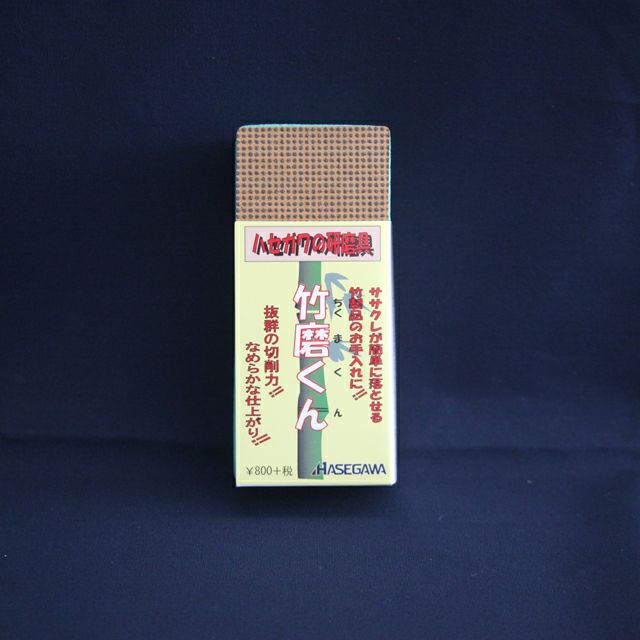 ハセガワの研磨具
ササクレが簡単に落とせる
竹製品のお手入れに!!
ちくまくん
竹磨くん
抜群の切削力!!
なめらかな仕上がり!!
¥800+税
HASEGAWA